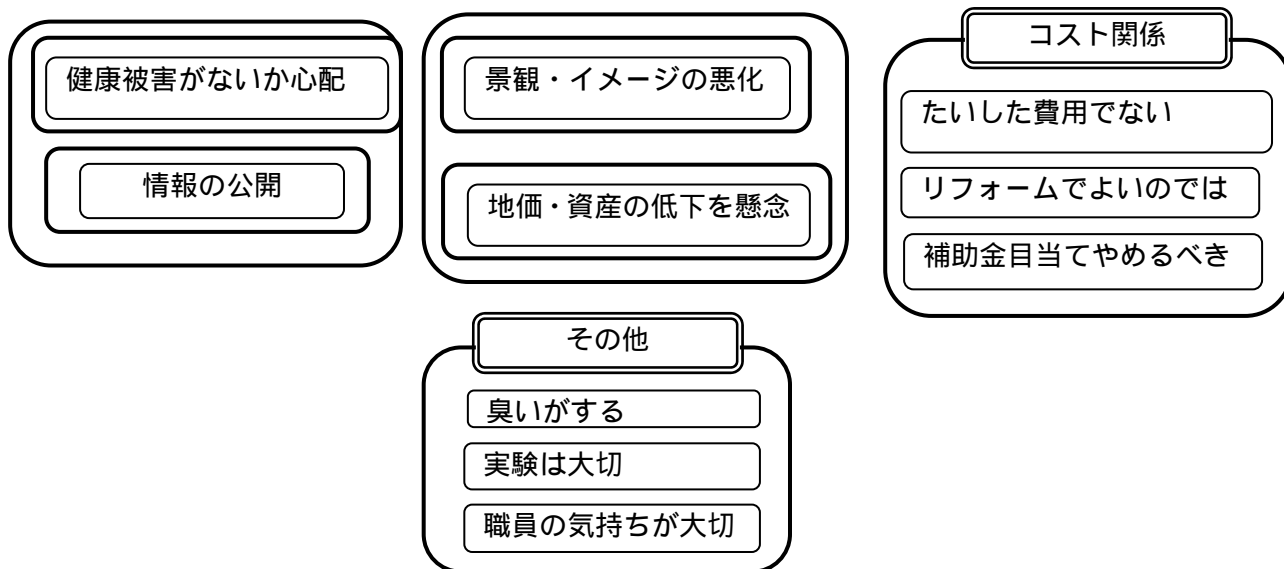 健康被害がないか心配
情報の公開
景観・イメージの悪化
地価・資産の低下を懸念
コスト関係
たいした費用でない
リフォームでよいのでは
補助金目当てやめるべき
その他
臭いがする
実験は大切
職員の気持ちが大切